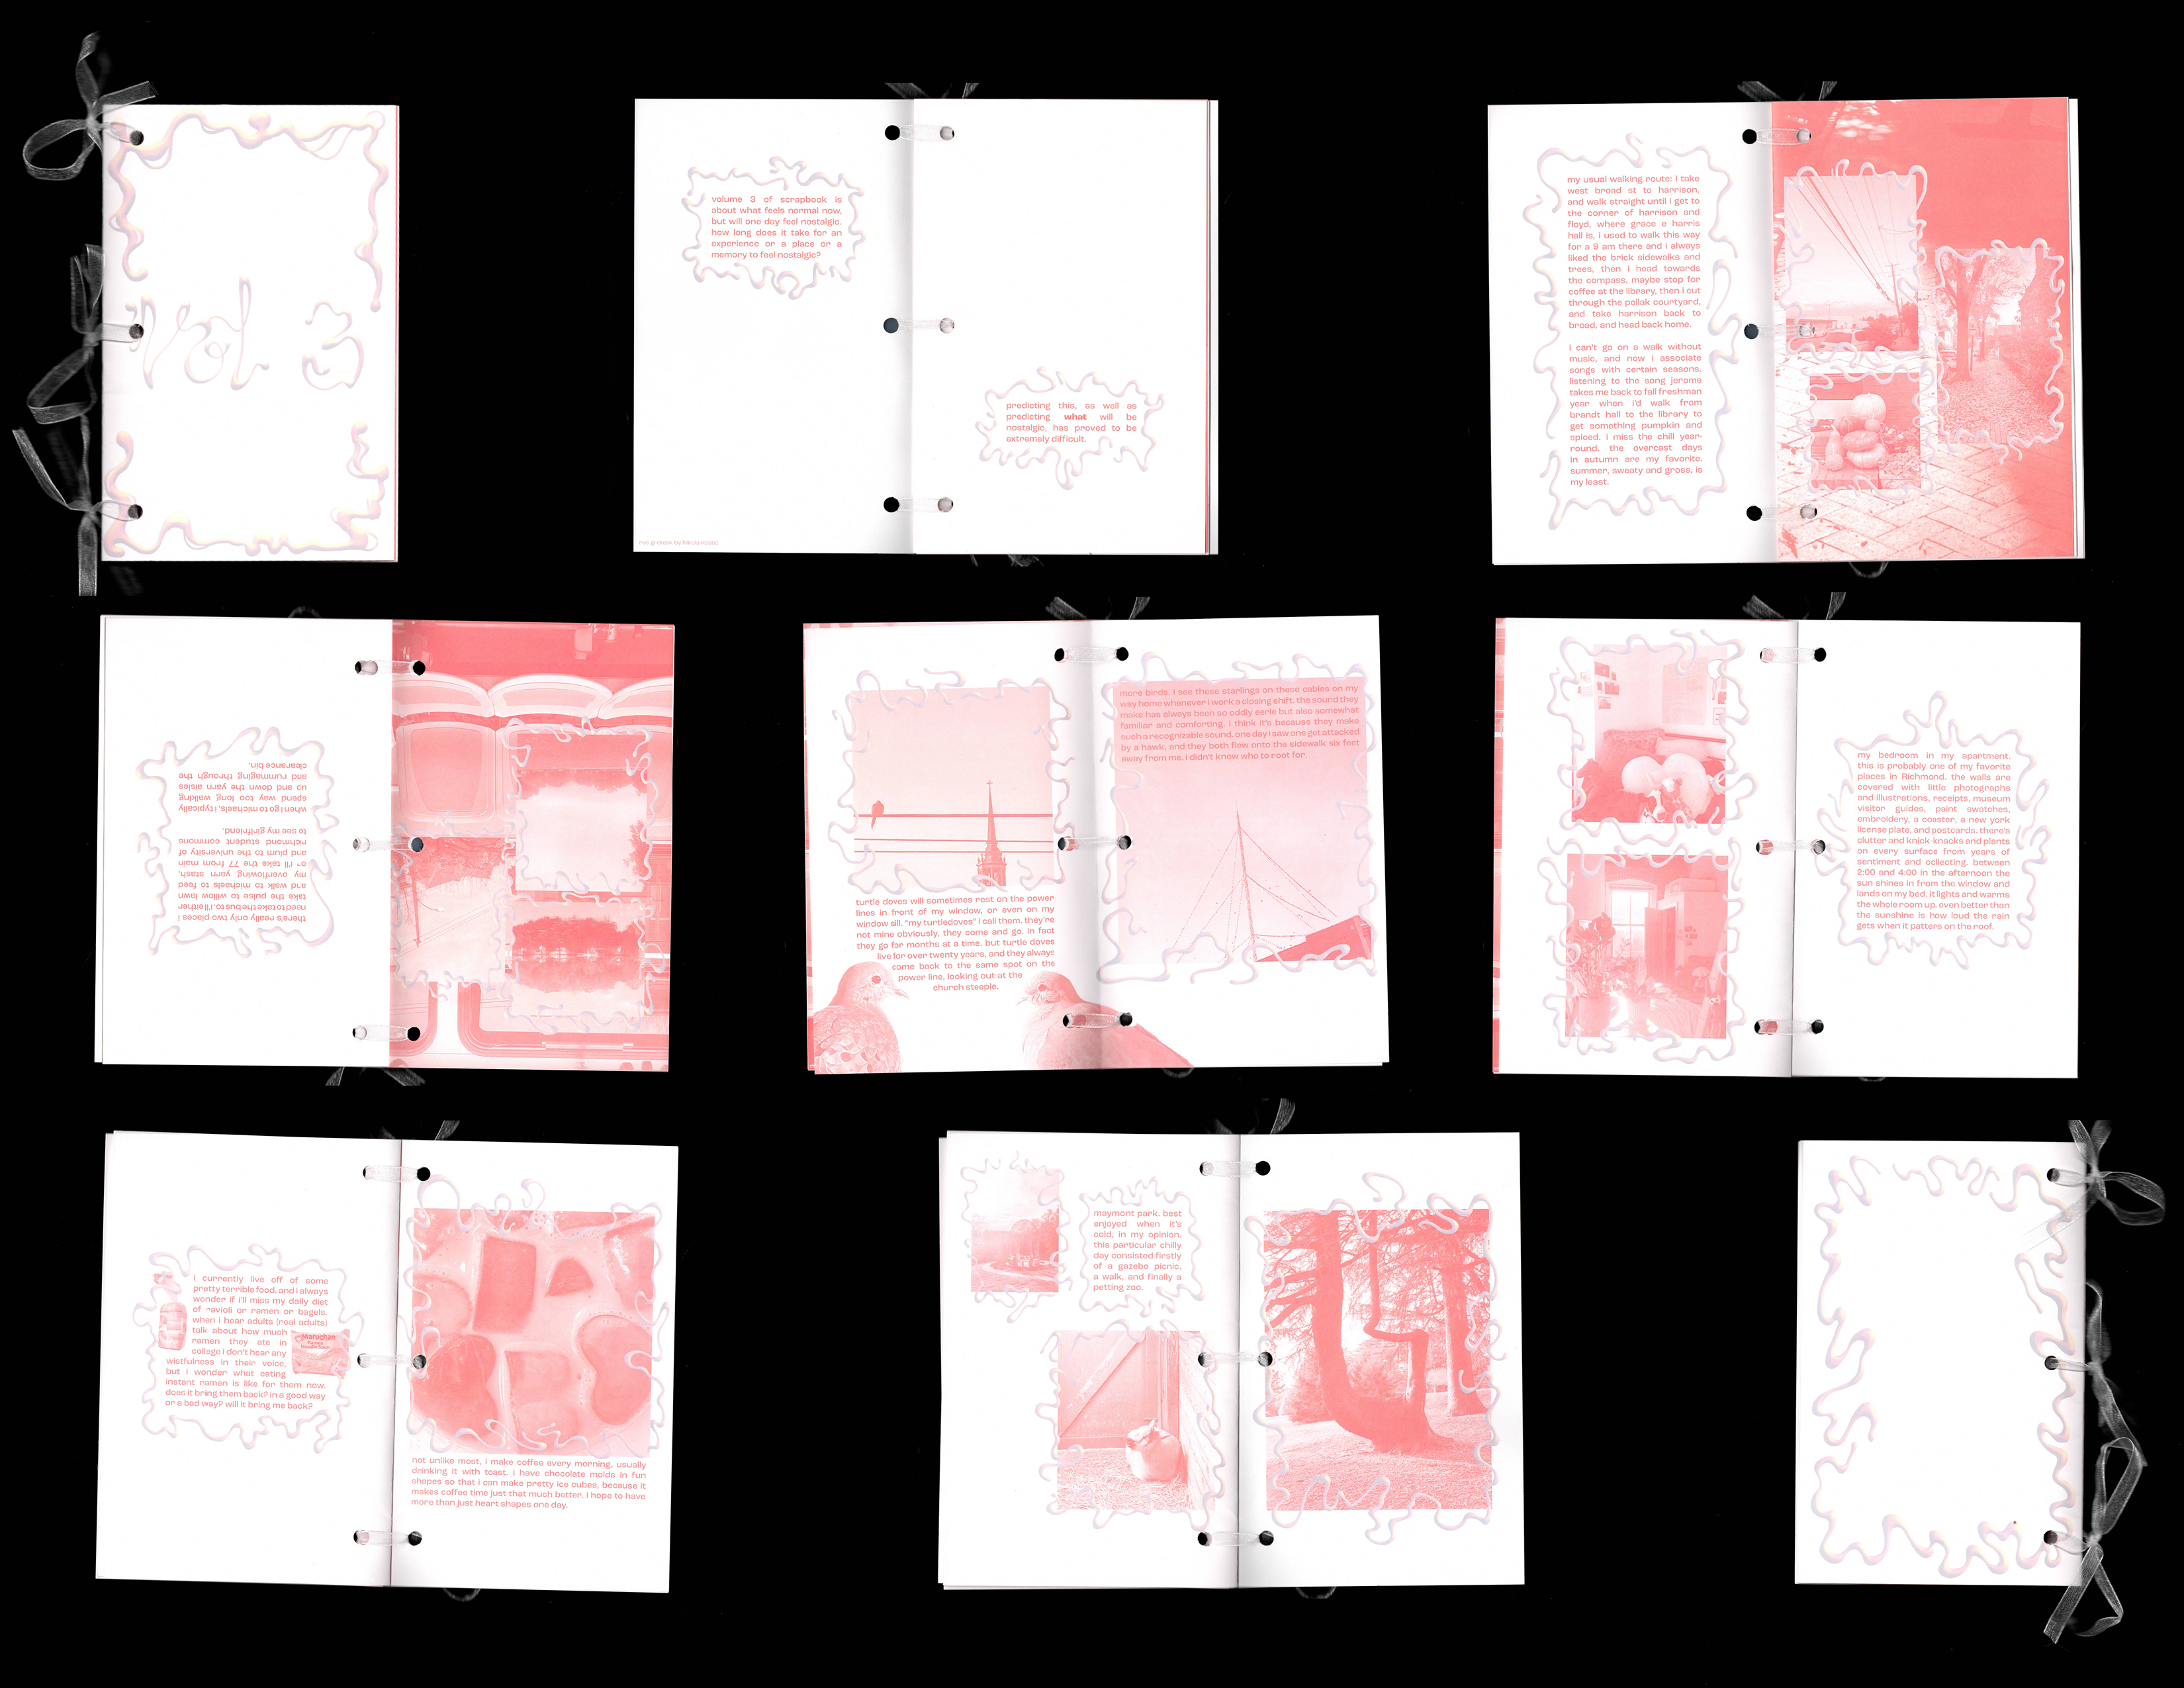 Vol 3
volume 3 of scrapbook is
about what feels normal now,
but will one day feel nostalgic.
how long does it take for an
experience or a place or a
memory to feel nostalgic?
grotesk by Nikola Kostić
predicting this, as well as
predicting what will be
nostalgic, has proved to be
extremely difficult.
my usual walking route: i take
west broad st to harrison,
and walk straight until i get to
the corner of harrison and
floyd, where grace e harris
hall is. i used to walk this way
for a 9 am there and i always
liked the brick sidewalks and
trees, then i head towards
the compass, maybe stop for
coffee at the library, then i cut
through the pollak courtyard,
and take harrison back to
broad, and head back home.
i can't go on a walk without
music, and now i associate
songs with certain seasons.
listening to the song jerome
takes me back to fall freshman
year when i'd walk from
brandt hall to the library to
get something pumpkin and
spiced. i miss the chill year-
round. the overcast days
in autumn are my favorite.
summer, sweaty and gross, is
my least.
there's really only two places i
need to take the bus to. i'll either
take the pulse to willow lawn
and walk to michaels to feed
my overflowing yarn stash,
or i'll take the 77 from main
and plum to the university of
richmond student commons
to see my girlfriend.
when i go to michaels, i typically
spend way too long walking
up and down the yarn aisles
and rummaging through the
clearance bin.
turtle doves will sometimes rest on the power
lines in front of my window, or even on my
window sill. "my turtledoves" i call them. they're
not mine obviously, they come and go. in fact
they go for months at a time. but turtle doves
live for over twenty years, and they always
come back to the same spot on the
power line, looking out at the
church steeple.
more birds. i see these starlings on these cables on my
way home whenever i work a closing shift. the sound they
make has always been so oddly eerie but also somewhat
familiar and comforting. i think it's because they make
such a recognizable sound. one day i saw one get attacked
by a hawk, and they both flew onto the sidewalk six feet
away from me. i didn't know who to root for.
my bedroom in my apartment.
this is probably one of my favorite
places in Richmond. the walls are
covered with little photographs
and illustrations, receipts, museum
visitor guides, paint swatches,
embroidery, a coaster, a new york
license plate, and postcards. there's
clutter and knick-knacks and plants
on every surface from years of
sentiment and collecting. between
2:00 and 4:00 in the afternoon the
sun shines in from the window and
lands on my bed. it lights and warms
the whole room up. even better than
the sunshine is how loud the rain
gets when it patters on the roof.
i currently live off of some
pretty terrible food, and i always
wonder if i'll miss my daily diet
of ravioli or ramen or bagels.
when i hear adults (real adults)
talk about how much
ramen they ate in
college i don't hear any
wistfulness in their voice,
but i wonder what eating
instant ramen is like for them now.
does it bring them back? in a good way
or a bad way? will it bring me back?
Maruchan
not unlike most, i make coffee every morning, usually
drinking it with toast. i have chocolate molds in fun
shapes so that i can make pretty ice cubes, because it
makes coffee time just that much better. i hope to have
more than just heart shapes one day.
maymont park. best
enjoyed when it's
cold, in my opinion.
this particular chilly
day consisted firstly
of a gazebo picnic,
a walk, and finally a
petting zoo.